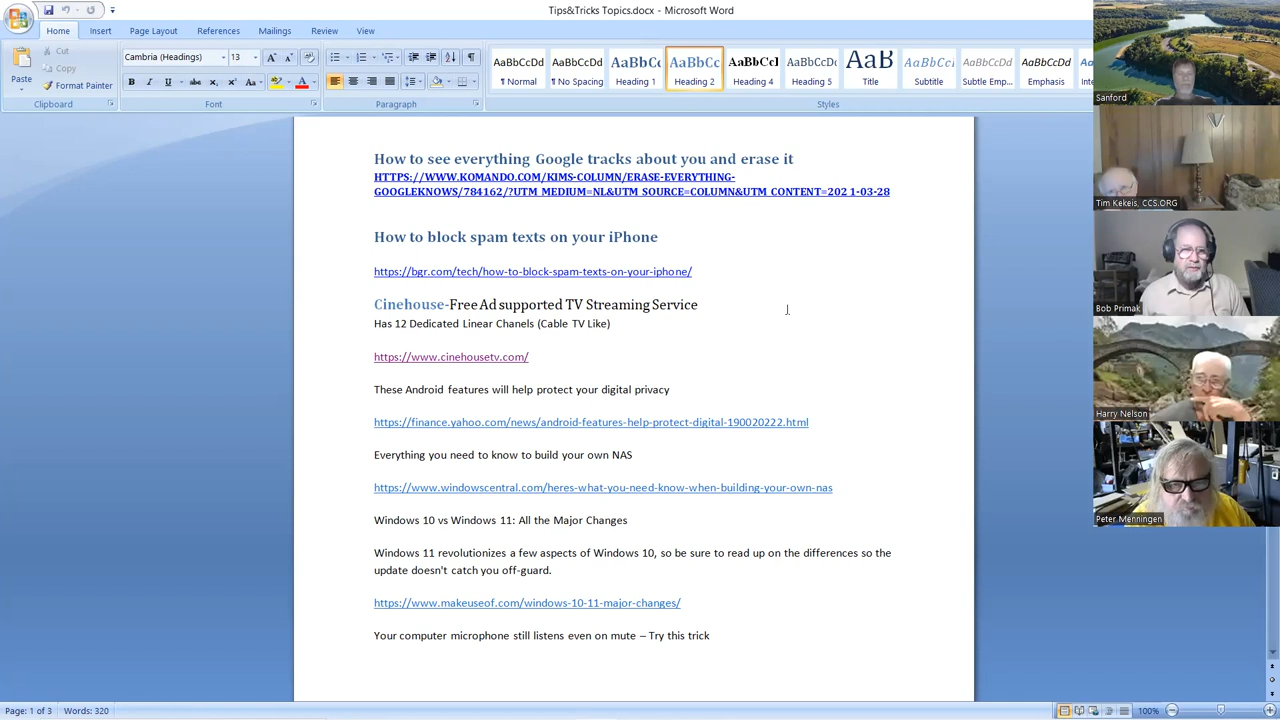 Tips&Tricks Topics.docx - Microsoft Word
Home Insert Page Layout References Mailings Review View
Paste
Cut
Copy
Format Painter
Clipboard
Cambria (Headings) 13
Font
Paragraph
AaBbCcDd AaBbCcDd AaBbCc AaBbCc AaBbCcI AaBbCcDc AaB AaBbCcI AaBbCcDd AaBbCcDd
¶ Normal ¶ No Spacing Heading 1 Heading 2 Heading 4 Heading 5 Title Subtitle Subtle Emp... Emphasis
Styles
How to see everything Google tracks about you and erase it
HTTPS://WWW.KOMANDO.COM/KIMS-COLUMN/ERASE-EVERYTHING-
GOOGLEKNOWS/784162/?UTM_MEDIUM=NL&UTM_SOURCE=COLUMN&UTM_CONTENT=2021-03-28
How to block spam texts on your iPhone
https://bgr.com/tech/how-to-block-spam-texts-on-your-iphone/
Cinehouse-Free Ad supported TV Streaming Service
Has 12 Dedicated Linear Chanels (Cable TV Like)
https://www.cinehousetv.com/
These Android features will help protect your digital privacy
https://finance.yahoo.com/news/android-features-help-protect-digital-190020222.html
Everything you need to know to build your own NAS
https://www.windowscentral.com/heres-what-you-need-know-when-building-your-own-nas
Windows 10 vs Windows 11: All the Major Changes
Windows 11 revolutionizes a few aspects of Windows 10, so be sure to read up on the differences so the
update doesn't catch you off-guard.
https://www.makeuseof.com/windows-10-11-major-changes/
Your computer microphone still listens even on mute – Try this trick
Page: 1 of 3 Words: 320
100%
Sanford
Tim Kekeis, CCS.ORG
Bob Primak
Harry Nelson
Peter Menningen